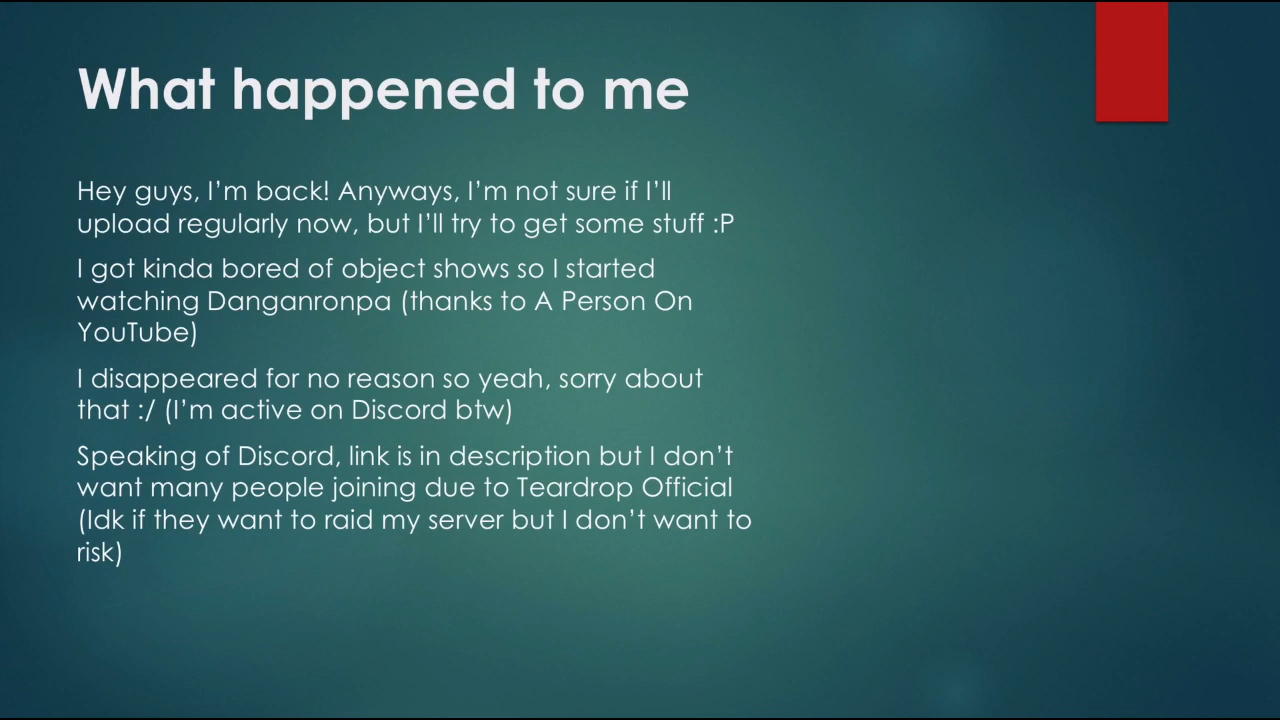 What happened to me
Hey guys, I’m back! Anyways, I’m not sure if I’ll
upload regularly now, but I’ll try to get some stuff :P
I got kinda bored of object shows so I started
watching Danganronpa (thanks to A Person On
YouTube)
I disappeared for no reason so yeah, sorry about
that :/ (I’m active on Discord btw)
Speaking of Discord, link is in description but I don’t
want many people joining due to Teardrop Official
(Idk if they want to raid my server but I don’t want to
risk)